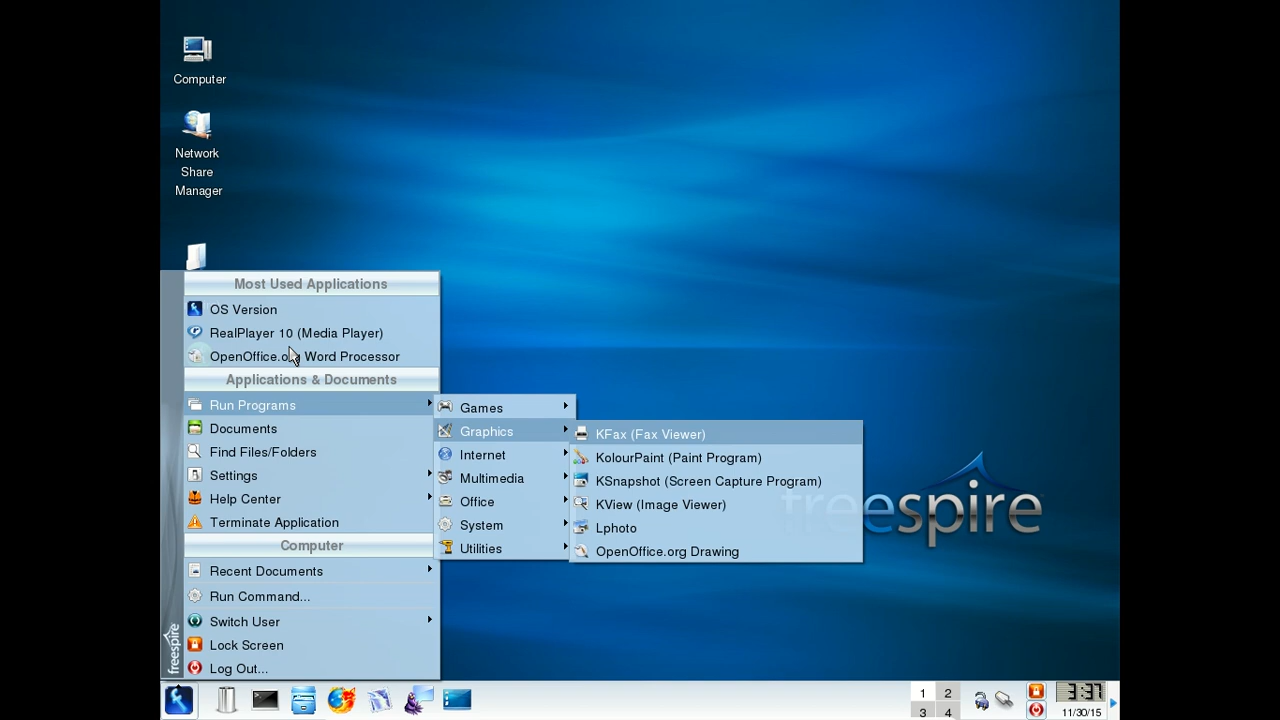 Computer
Network
Share
Manager
Most Used Applications
OS Version
RealPlayer 10 (Media Player)
OpenOffice.org Word Processor
Applications & Documents
Run Programs
Documents
Find Files/Folders
Settings
Help Center
Terminate Application
Computer
Recent Documents
Run Command...
Switch User
Lock Screen
Log Out...
freespire
Games
Graphics
Internet
Multimedia
Office
System
Utilities
KFax (Fax Viewer)
KolourPaint (Paint Program)
KSnapshot (Screen Capture Program)
KView (Image Viewer)
Lphoto
OpenOffice.org Drawing
freespire
1 2
3 4
3:37
11/30/15